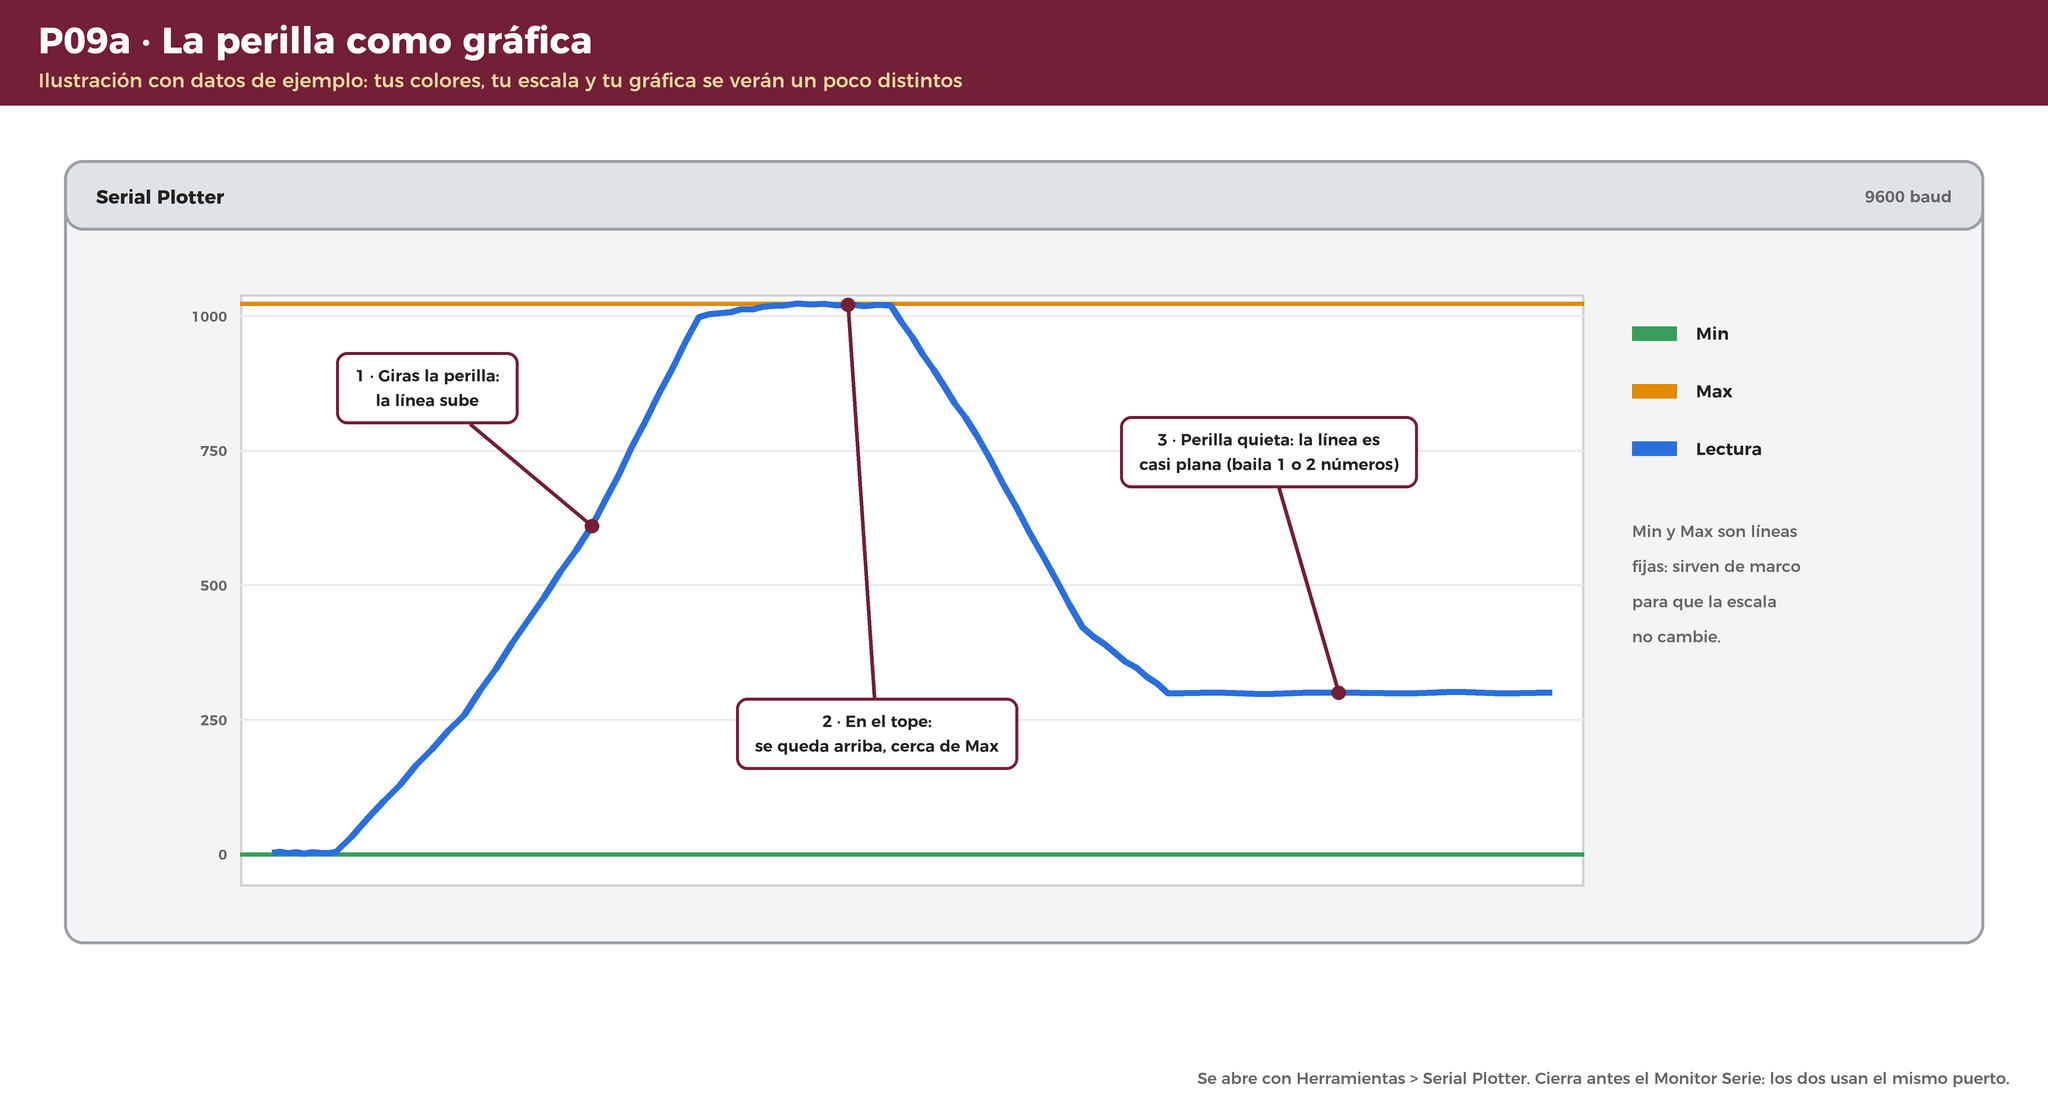 P09a · La perilla como gráfica
Ilustración con datos de ejemplo: tus colores, tu escala y tu gráfica se verán un poco distintos
Serial Plotter
9600 baud
1000
750
500
250
0
1 · Giras la perilla:
la línea sube
2 · En el tope:
se queda arriba, cerca de Max
3 · Perilla quieta: la línea es
casi plana (baila 1 o 2 números)
Min
Max
Lectura
Min y Max son líneas
fijas: sirven de marco
para que la escala
no cambie.
Se abre con Herramientas > Serial Plotter. Cierra antes el Monitor Serie: los dos usan el mismo puerto.